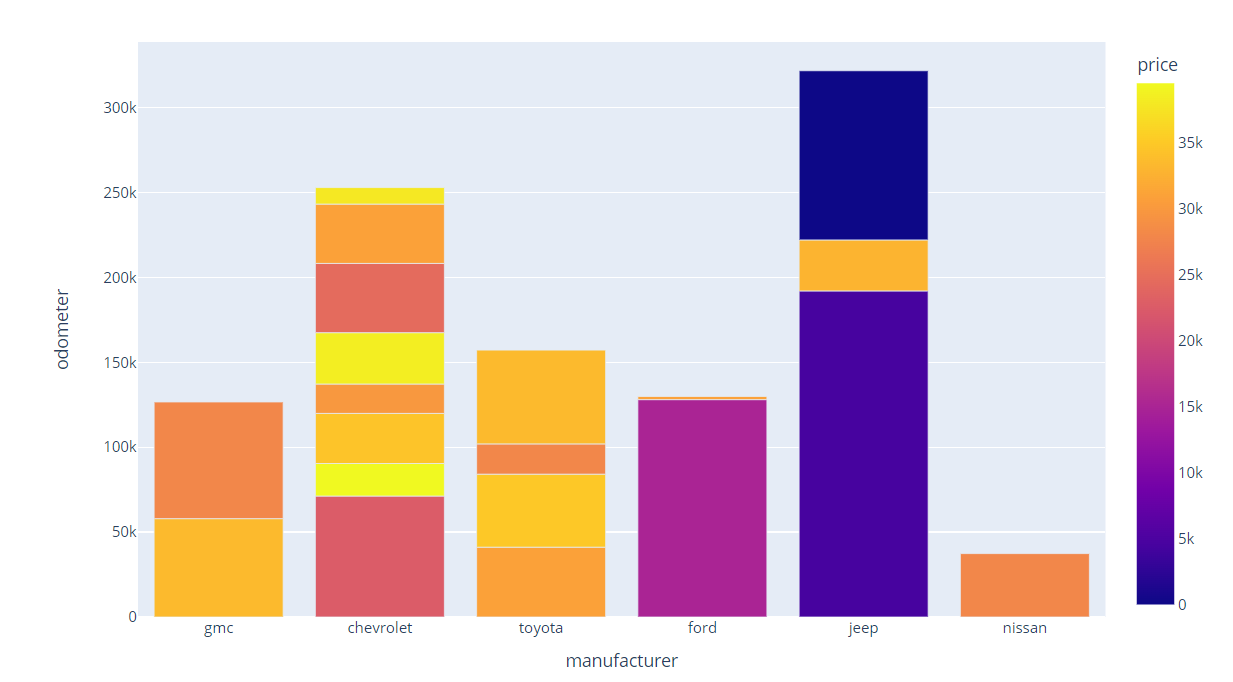 price
300k
250k
200k
150k
100k
50k
0
odometer
gmc chevrolet toyota ford jeep nissan
manufacturer
35k
30k
25k
20k
15k
10k
5k
0